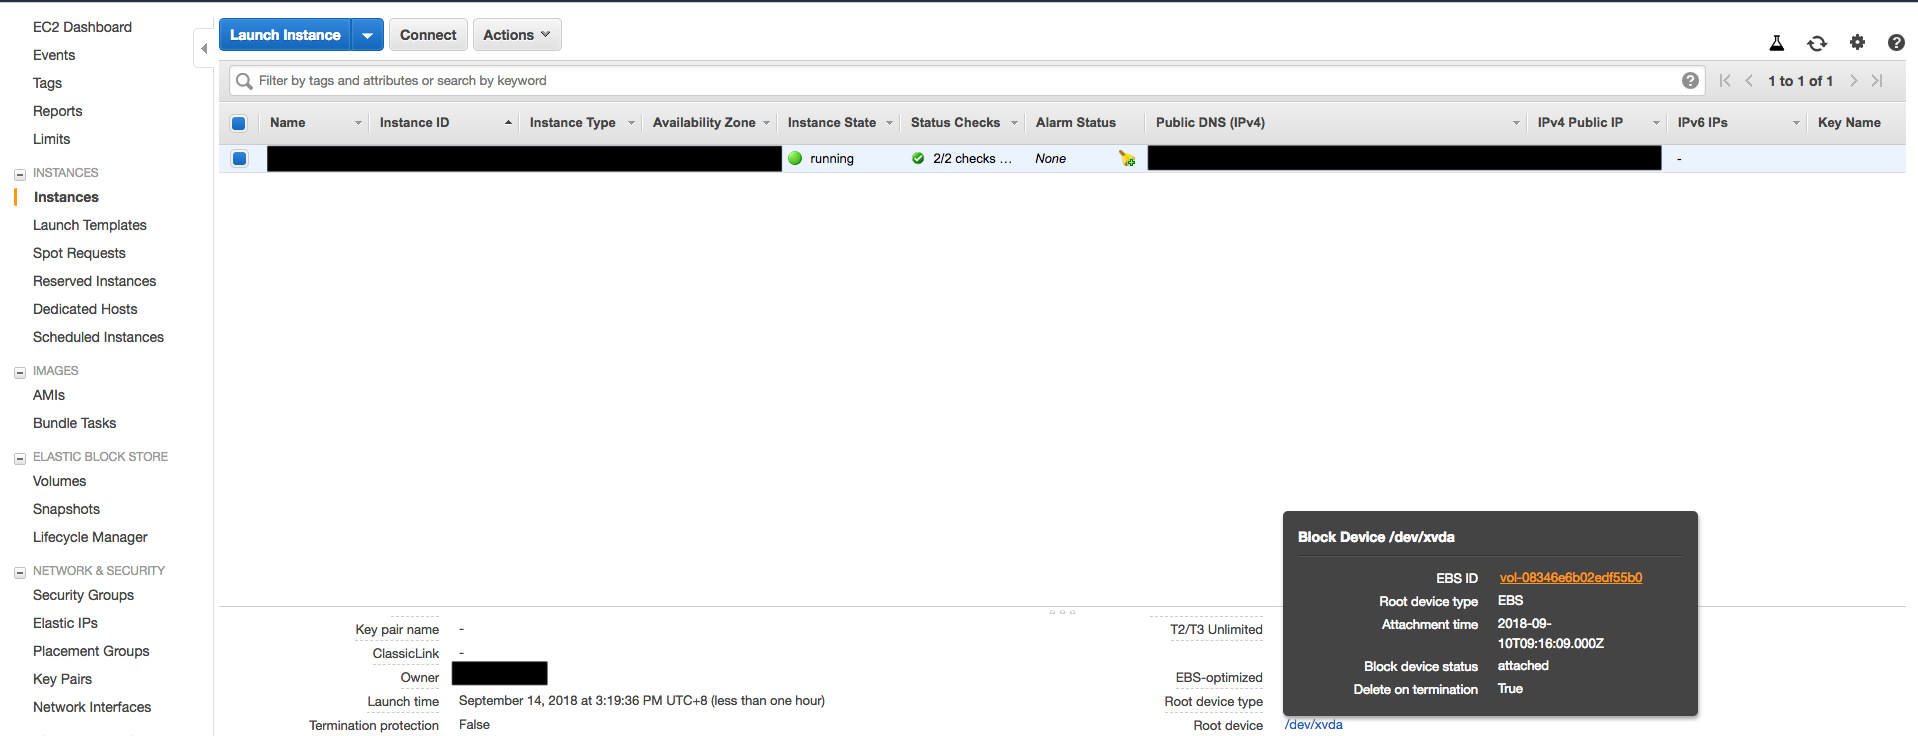 EC2 Dashboard
Events
Tags
Reports
Limits
INSTANCES
Instances
Launch Templates
Spot Requests
Reserved Instances
Dedicated Hosts
Scheduled Instances
IMAGES
AMIs
Bundle Tasks
ELASTIC BLOCK STORE
Volumes
Snapshots
Lifecycle Manager
NETWORK & SECURITY
Security Groups
Elastic IPs
Placement Groups
Key Pairs
Network Interfaces
Launch Instance Connect Actions
Filter by tags and attributes or search by keyword 1 to 1 of 1
Name Instance ID Instance Type Availability Zone Instance State Status Checks Alarm Status Public DNS (IPv4) IPv4 Public IP IPv6 IPs Key Name
running 2/2 checks ... None -
Key pair name -
ClassicLink -
Owner
Launch time September 14, 2018 at 3:19:36 PM UTC+8 (less than one hour)
Termination protection False
T2/T3 Unlimited
EBS-optimized
Root device type
Root device /dev/xvda
Block Device /dev/xvda
EBS ID vol-08346e6b02edf55b0
Root device type EBS
Attachment time 2018-09-
10T09:16:09.000Z
Block device status attached
Delete on termination True